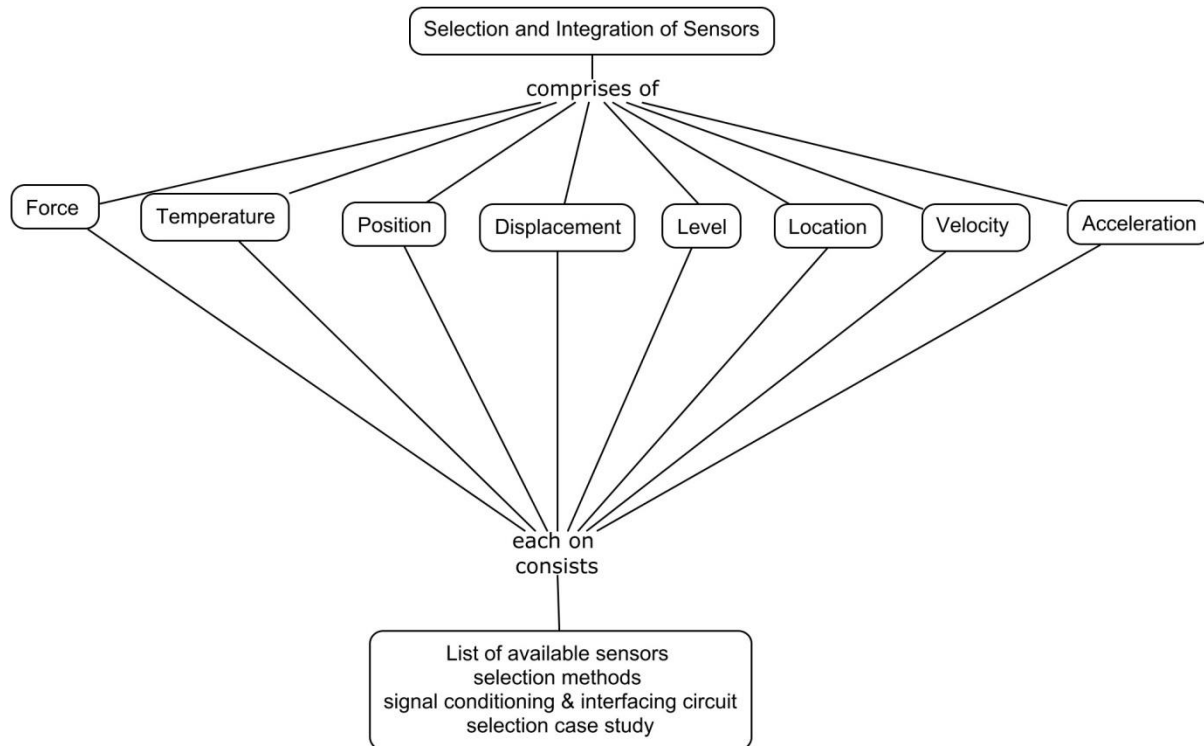 Selection and Integration of Sensors
comprises of
Force
Temperature
Position
Displacement
Level
Location
Velocity
Acceleration
each on
consists
List of available sensors
selection methods
signal conditioning & interfacing circuit
selection case study